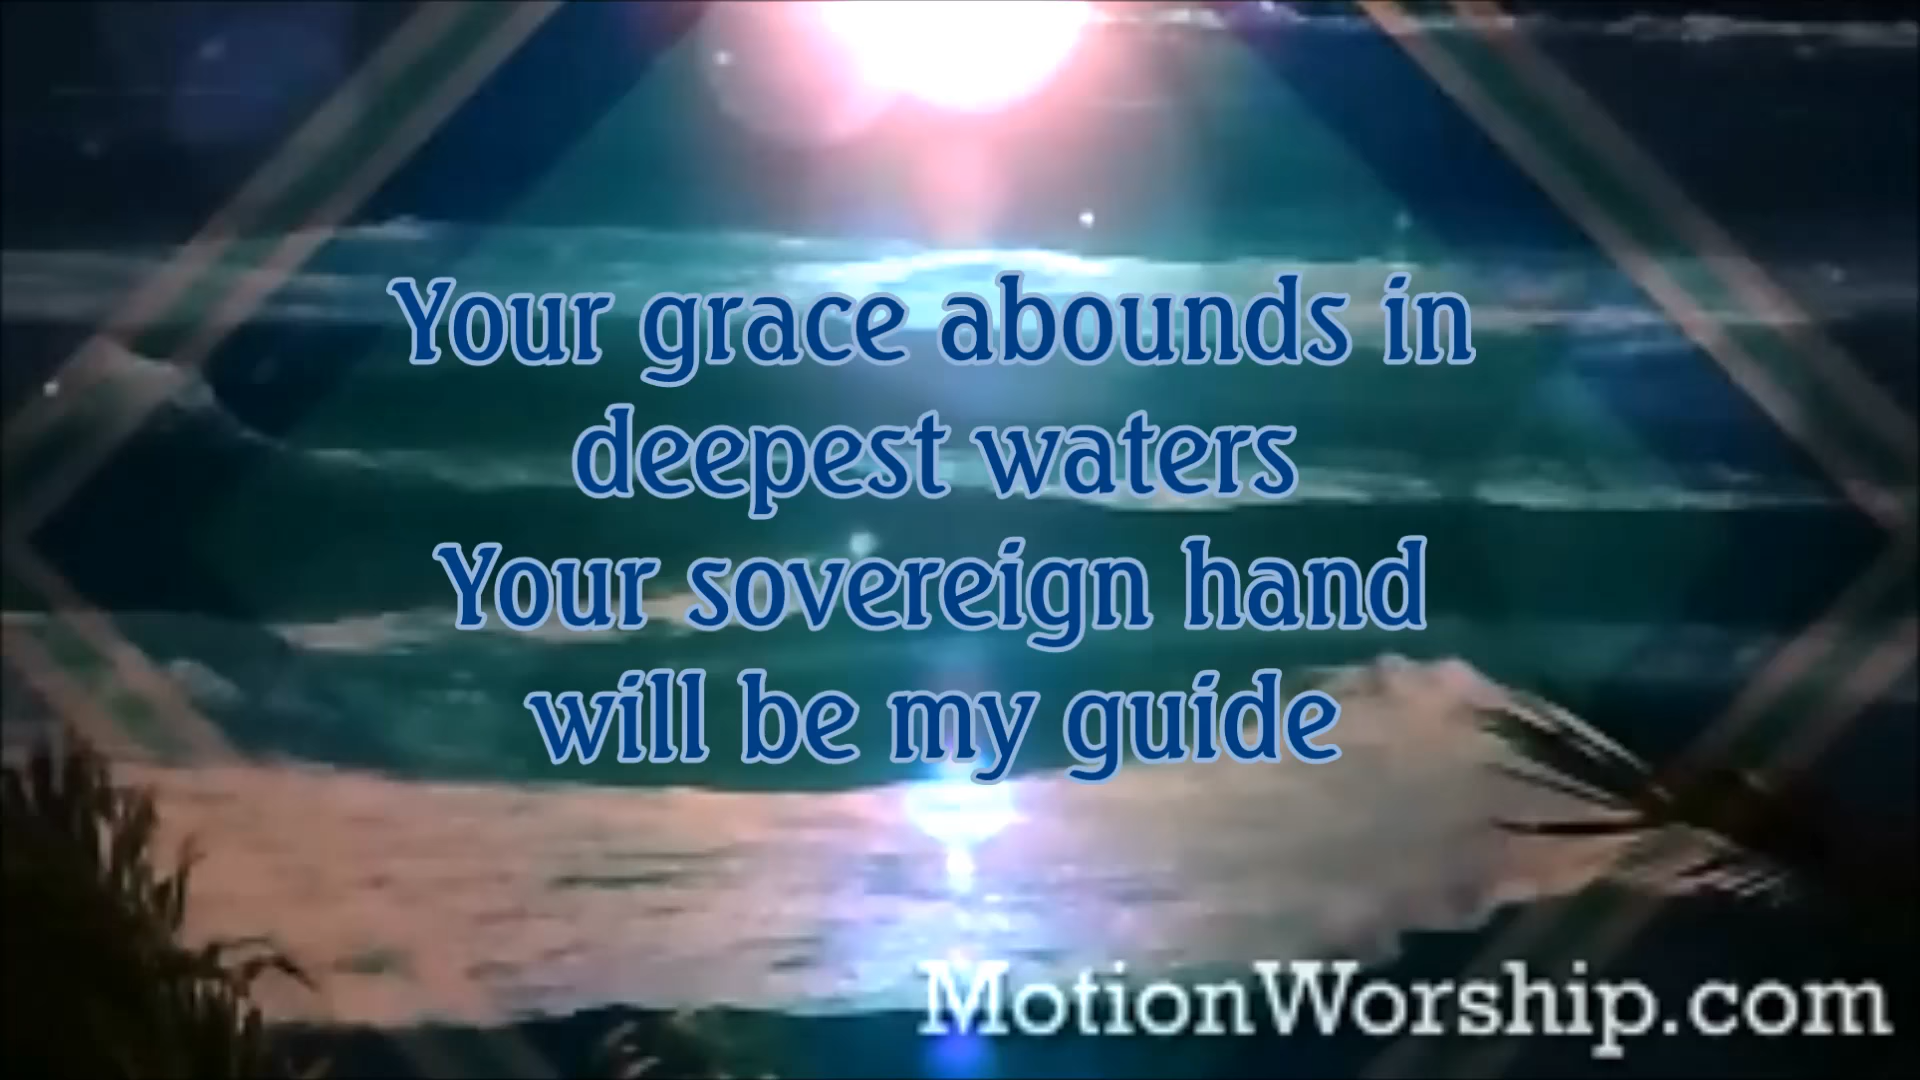 Your grace abounds in
deepest waters
Your sovereign hand
will be my guide
MotionWorship.com